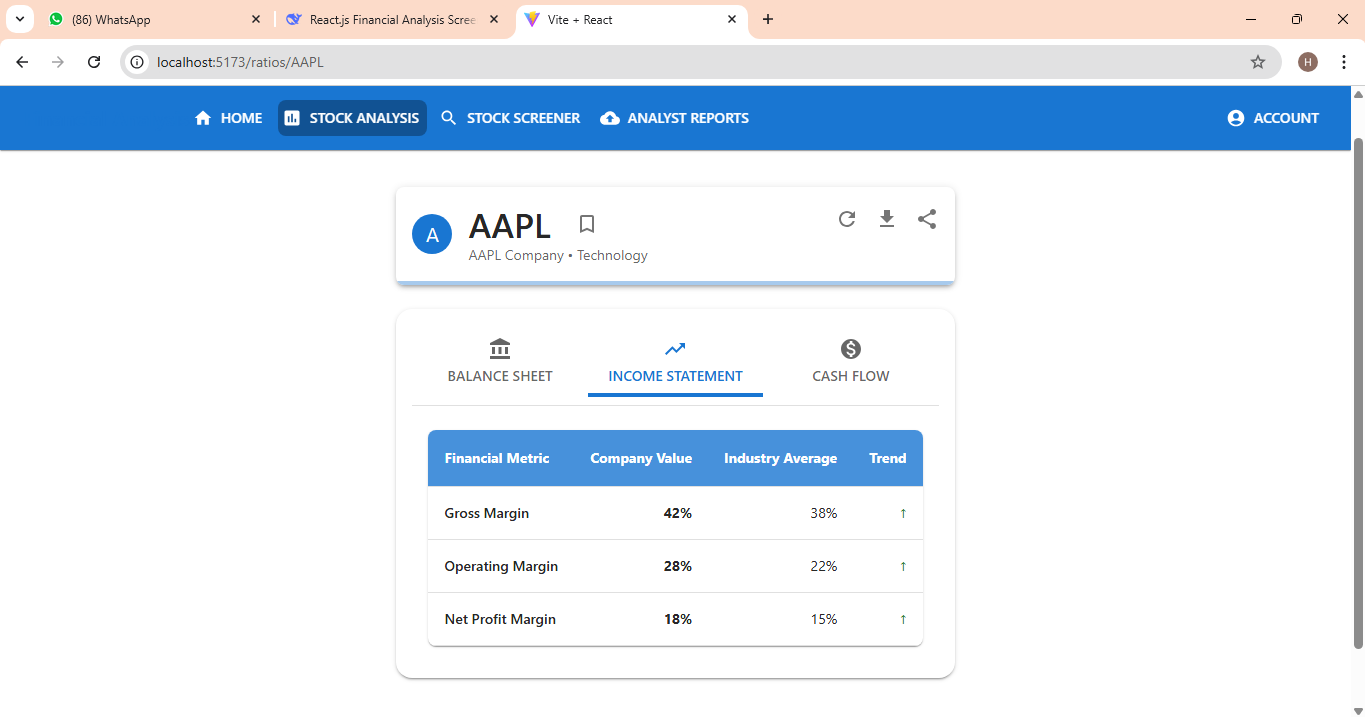 (86) WhatsApp
React.js Financial Analysis Scree
Vite + React
localhost:5173/ratios/AAPL
H
HOME
STOCK ANALYSIS
STOCK SCREENER
ANALYST REPORTS
ACCOUNT
A
AAPL
AAPL Company • Technology
BALANCE SHEET
INCOME STATEMENT
$
CASH FLOW
Financial Metric Company Value Industry Average Trend
Gross Margin 42% 38% ↑
Operating Margin 28% 22% ↑
Net Profit Margin 18% 15% ↑